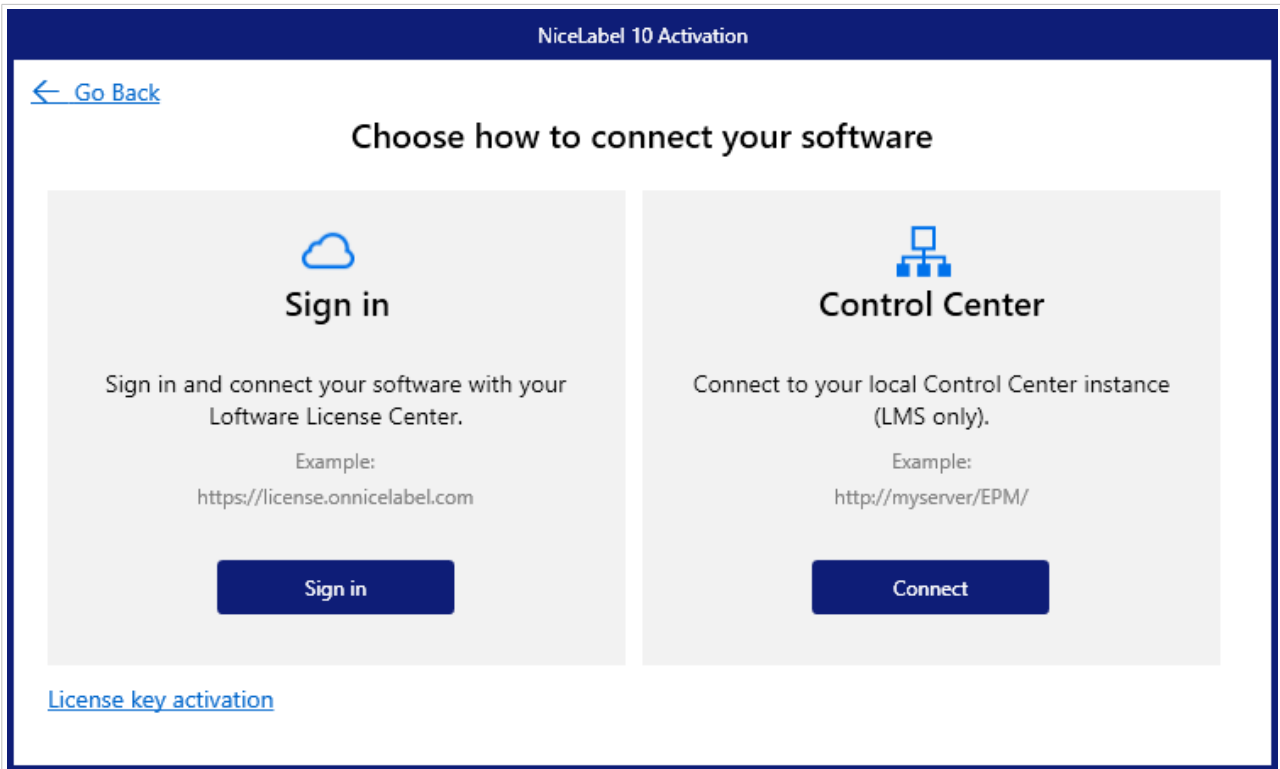 NiceLabel 10 Activation
← Go Back
Choose how to connect your software
Sign in
Sign in and connect your software with your
Loftware License Center.
Example:
https://license.onnicelabel.com
Sign in
Control Center
Connect to your local Control Center instance
(LMS only).
Example:
http://myserver/EPM/
Connect
License key activation